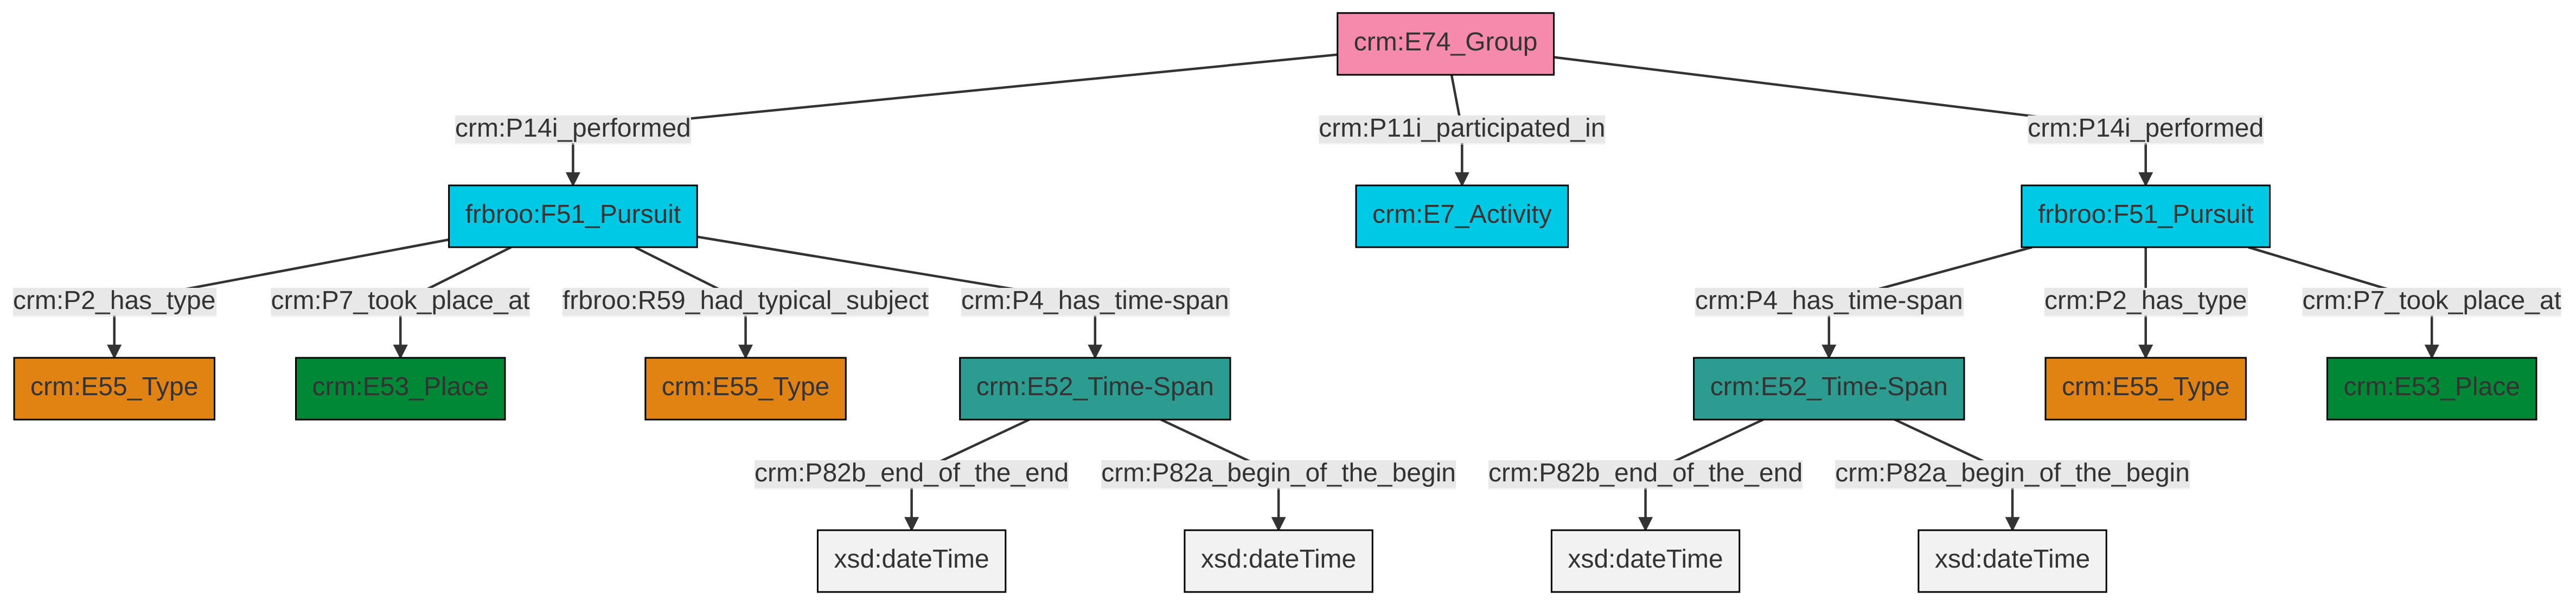 crm:E74_Group
crm:P14i_performed
crm:P11i_participated_in
crm:P14i_performed
frbroo:F51_Pursuit
crm:E7_Activity
frbroo:F51_Pursuit
crm:P2_has_type
crm:P7_took_place_at
frbroo:R59_had_typical_subject
crm:P4_has_time-span
crm:P4_has_time-span
crm:P2_has_type
crm:P7_took_place_at
crm:E55_Type
crm:E53_Place
crm:E55_Type
crm:E52_Time-Span
crm:E52_Time-Span
crm:E55_Type
crm:E53_Place
crm:P82b_end_of_the_end
crm:P82a_begin_of_the_begin
crm:P82b_end_of_the_end
crm:P82a_begin_of_the_begin
xsd:dateTime
xsd:dateTime
xsd:dateTime
xsd:dateTime